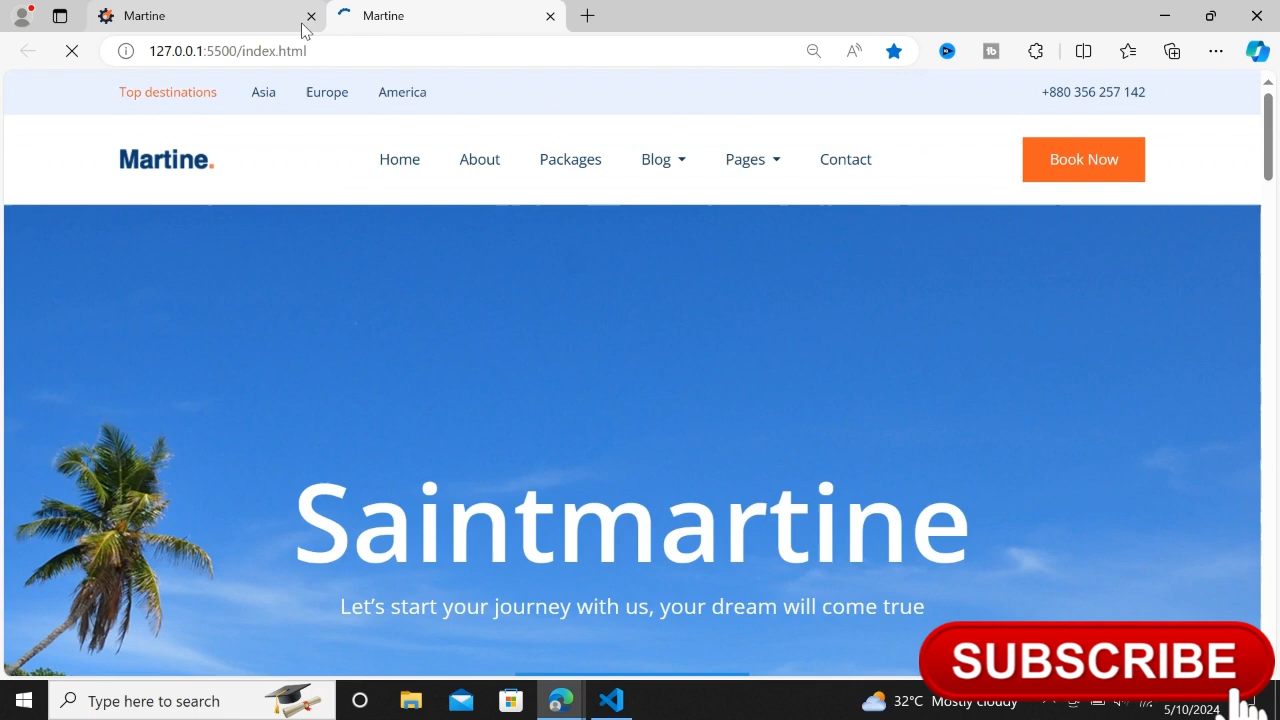 Martine
Martine
127.0.0.1:5500/index.html
Top destinations Asia Europe America +880 356 257 142
Martine. Home About Packages Blog Pages Contact Book Now
Saintmartine
Let’s start your journey with us, your dream will come true
SUBSCRIBE
Type here to search 32°C Mostly cloudy
5/10/2024